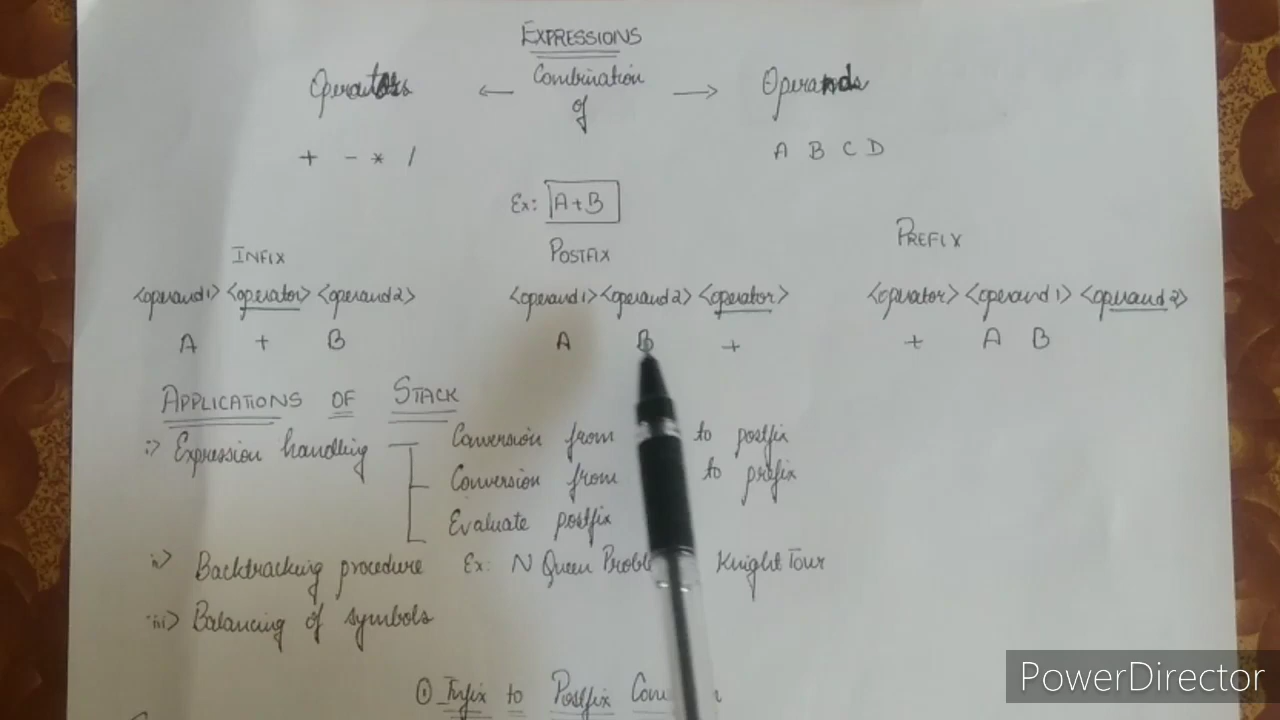 EXPRESSIONS
Operators ← Combination of → Operands
+ - * /
A B C D
Ex: A+B
INFIX
<operand1> <operator> <operand2>
A + B
POSTFIX
<operand1> <operand2> <operator>
A B +
PREFIX
<operator> <operand1> <operand2>
+ A B
APPLICATIONS OF STACK
i> Expression handling
Conversion from to postfix
Conversion from to prefix
Evaluate postfix
ii> Backtracking procedure Ex: N Queen Knight Tour
iii> Balancing of symbols
① Infix to Postfix
PowerDirector